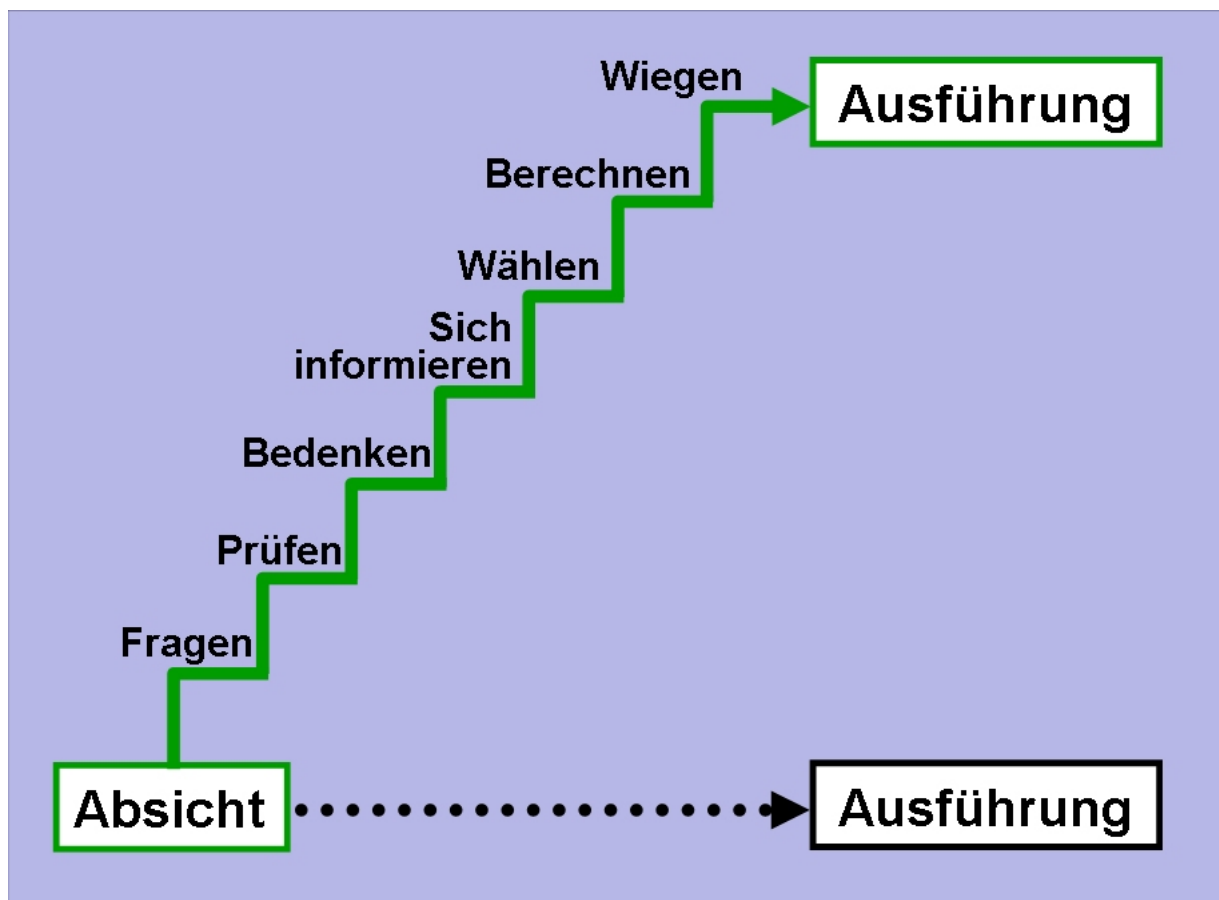 Wiegen
Ausführung
Berechnen
Wählen
Sich
informieren
Bedenken
Prüfen
Fragen
Absicht
Ausführung